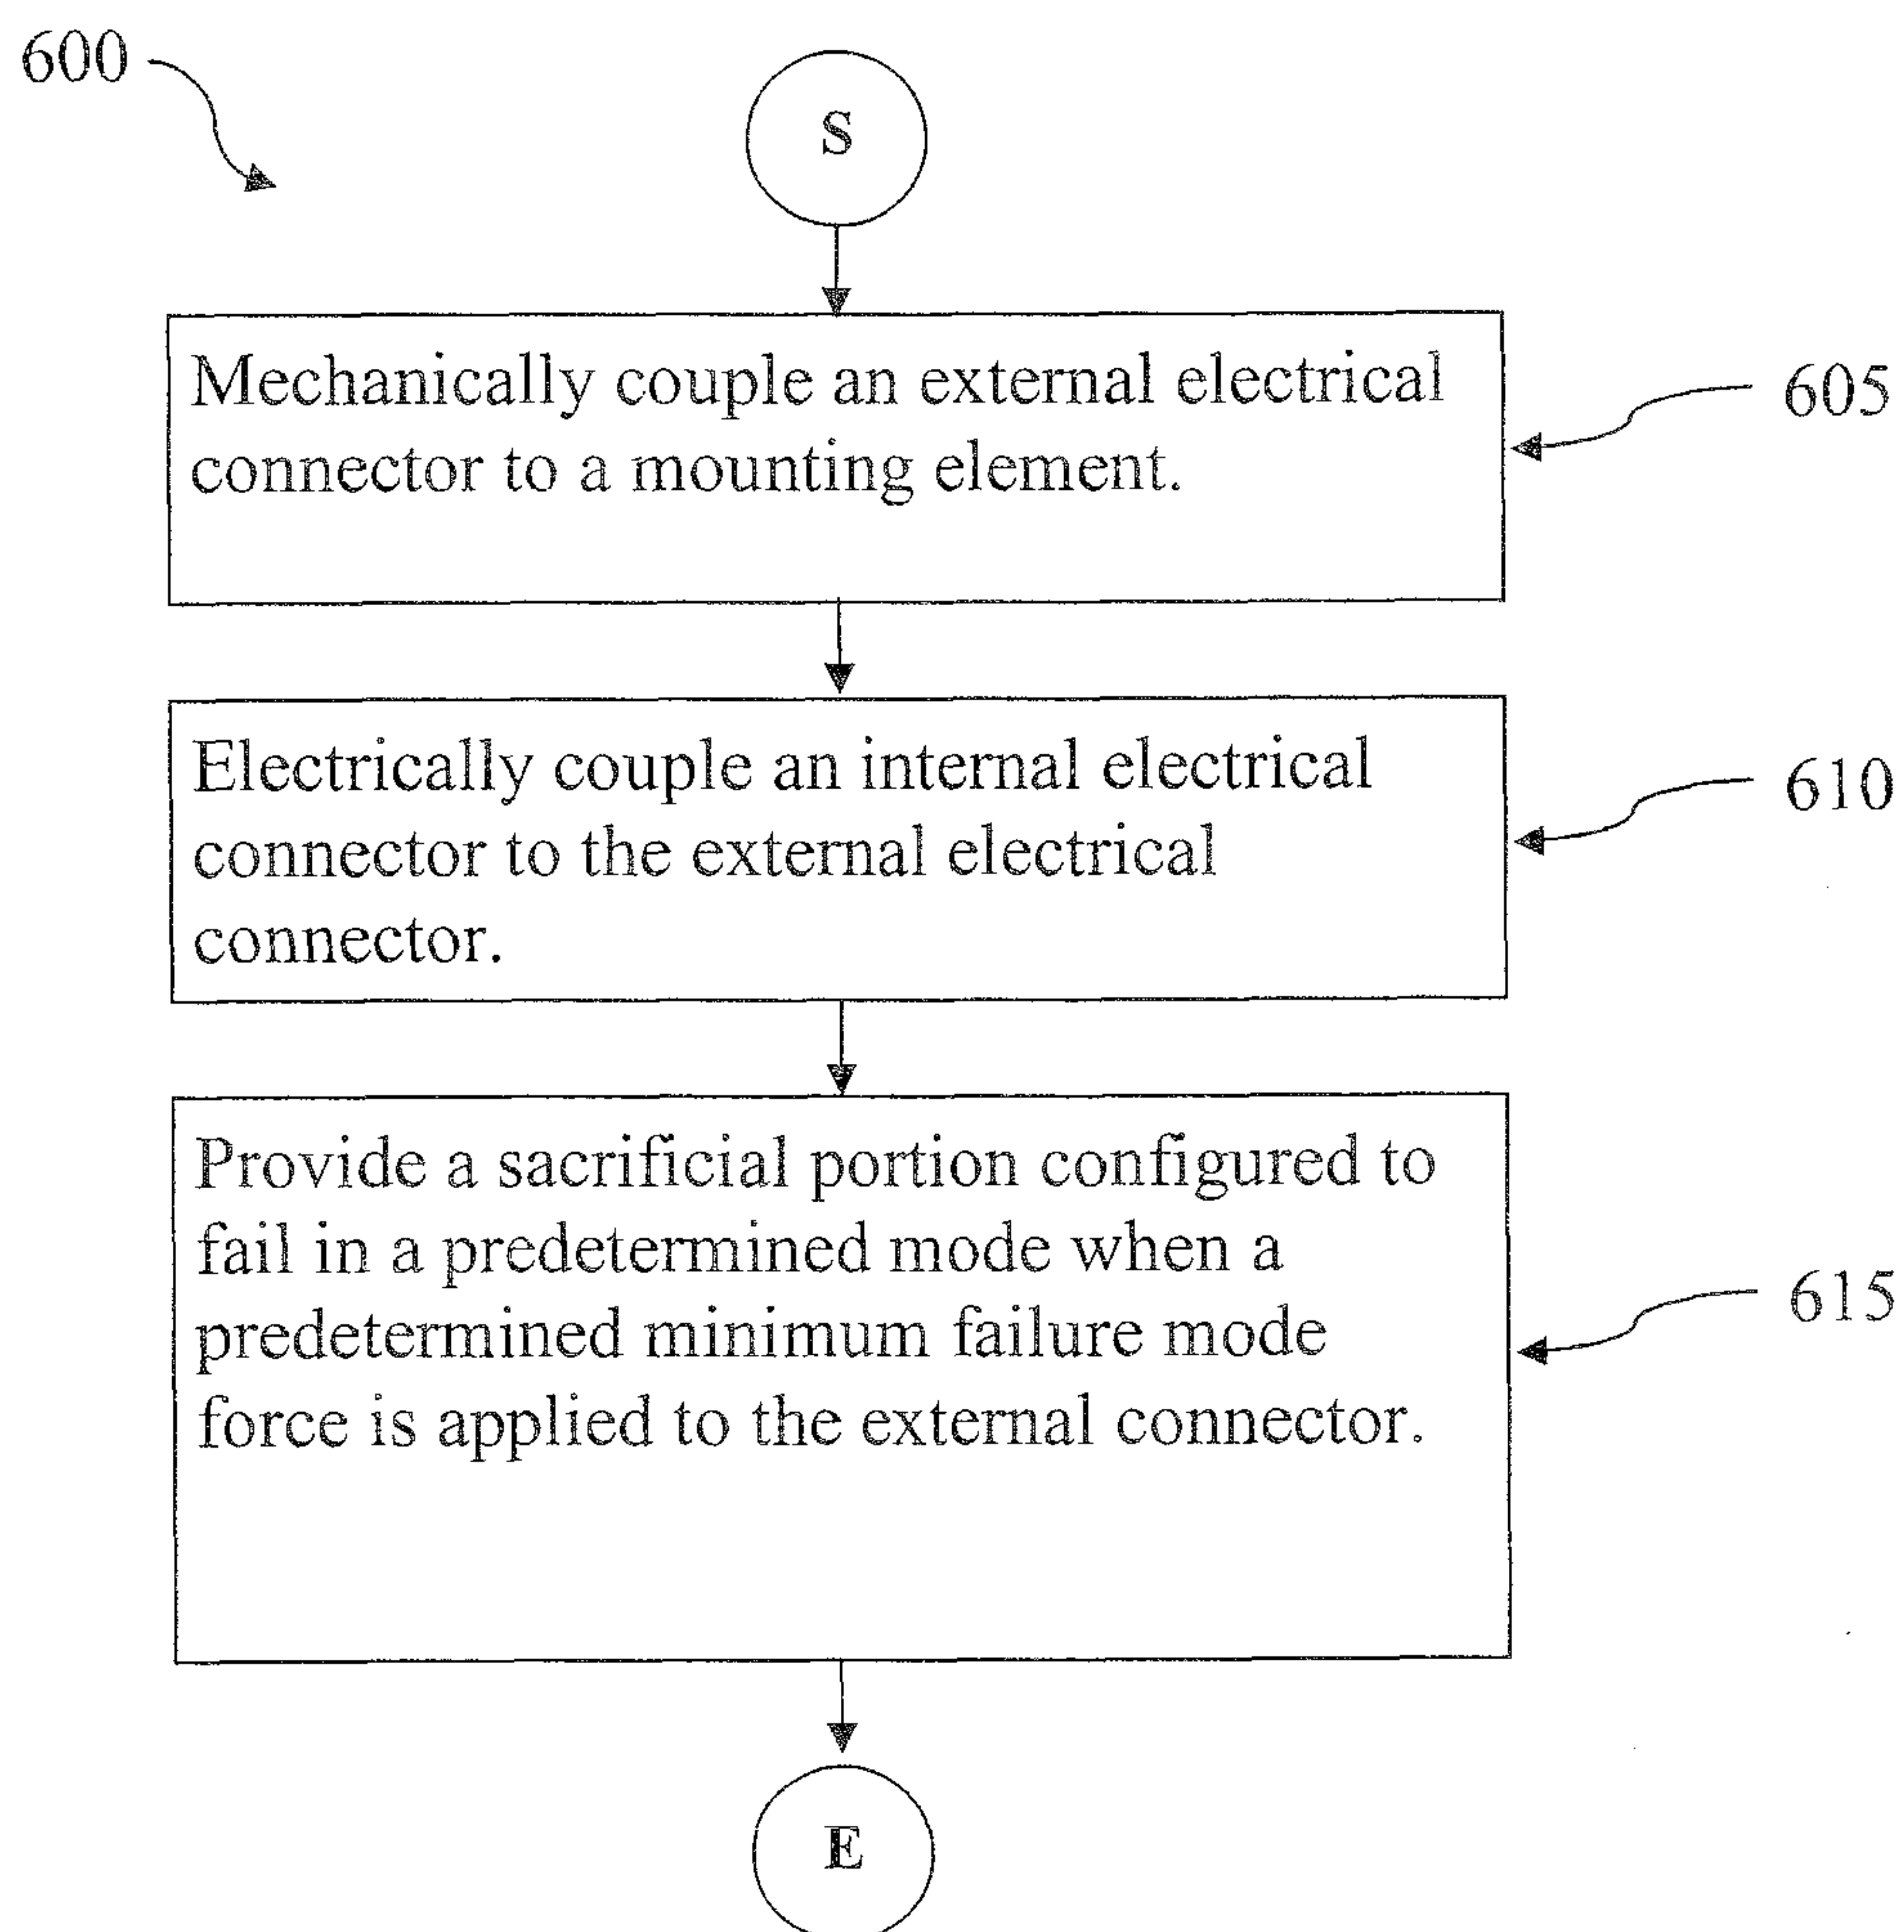 600
S
Mechanically couple an external electrical
connector to a mounting element.
605
Electrically couple an internal electrical
connector to the external electrical
connector.
610
Provide a sacrificial portion configured to
fail in a predetermined mode when a
predetermined minimum failure mode
force is applied to the external connector.
615
E